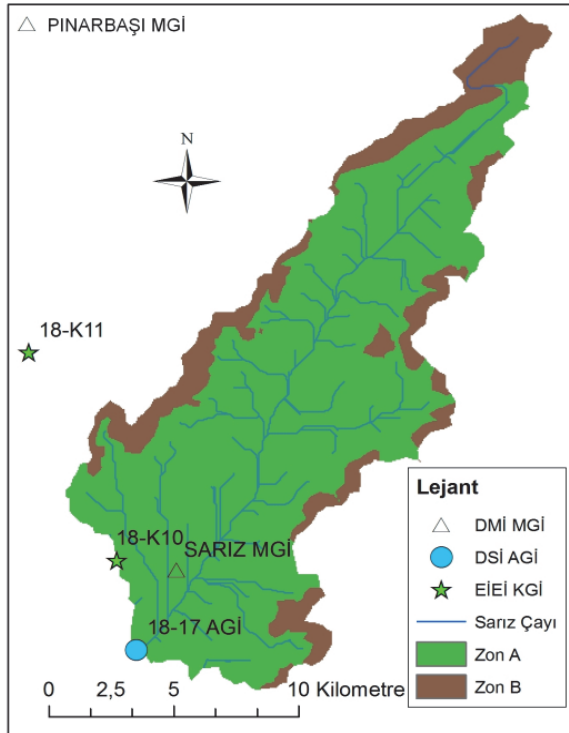 PINARBAŞI MGİ
N
18-K11
18-K10
SARIZ MGİ
18-17 AGİ
0 2,5 5 10 Kilometre
Lejant
DMİ MGİ
DSİ AGİ
EİEİ KGİ
Sarız Çayı
Zon A
Zon B